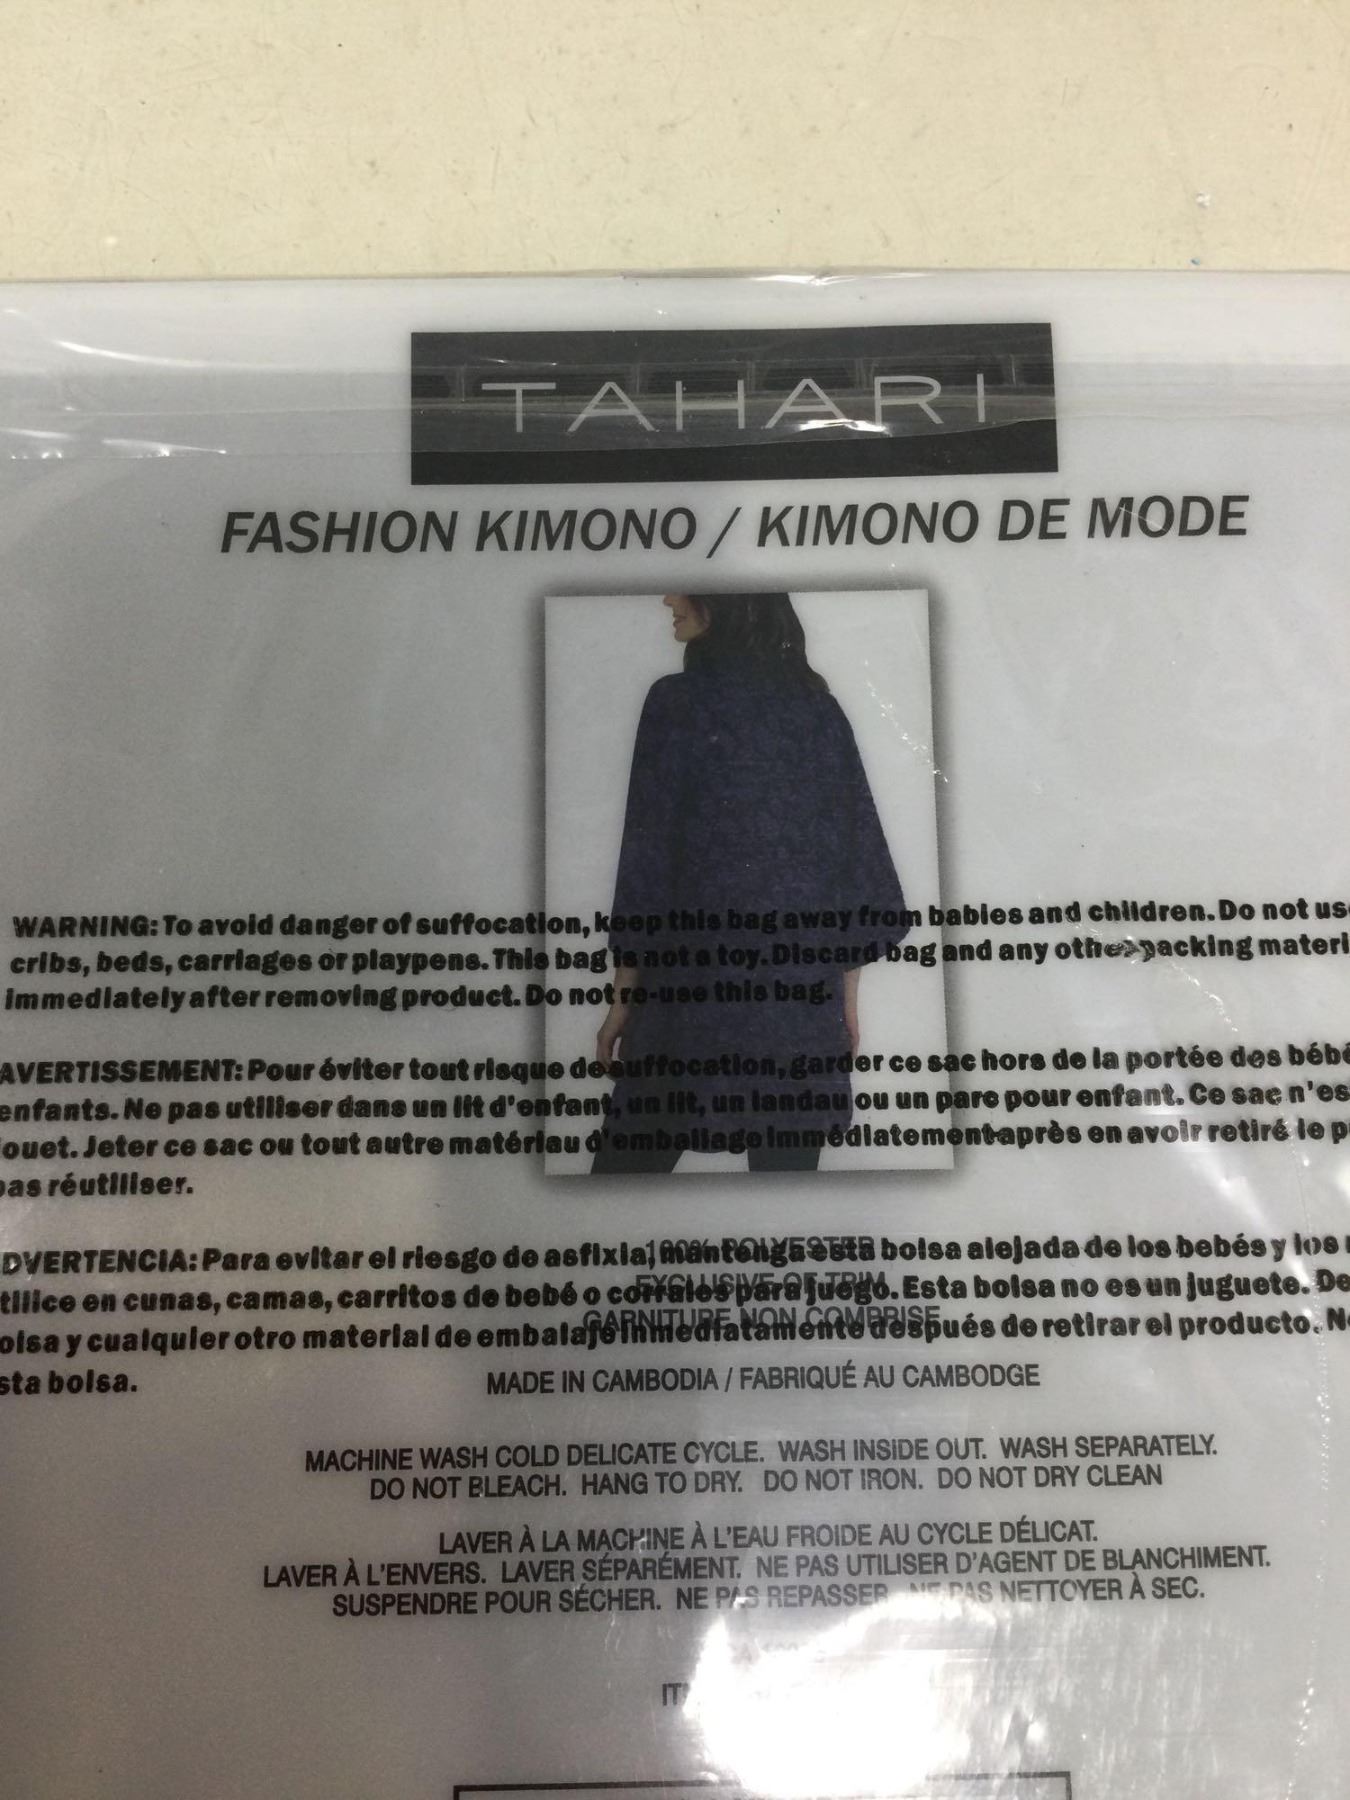 TAHARI
FASHION KIMONO / KIMONO DE MODE
WARNING: To avoid danger of suffocation, keep this bag away from babies and children. Do not us
cribs, beds, carriages or playpens. This bag is not a toy. Discard bag and any other packing materi
immediately after removing product. Do not re-use this bag.
AVERTISSEMENT: Pour éviter tout risque de suffocation, garder ce sac hors de la portée des bébé
enfants. Ne pas utiliser dans un lit d'enfant, un lit, un landau ou un parc pour enfant. Ce sac n'es
ouet. Jeter ce sac ou tout autre matériau d'emballage immédiatement après en avoir retiré le p
pas réutiliser.
DVERTENCIA: Para evitar el riesgo de asfixia, mantenga esta bolsa alejada de los bebés y los
tilice en cunas, camas, carritos de bebé o corrales para juego. Esta bolsa no es un juguete. De
olsa y cualquier otro material de embalaje inmediatamente después de retirar el producto. N
sta bolsa.
100% POLYESTER
EXCLUSIVE OF TRIM
GARNITURE NON COMPRISE
MADE IN CAMBODIA / FABRIQUÉ AU CAMBODGE
MACHINE WASH COLD DELICATE CYCLE. WASH INSIDE OUT. WASH SEPARATELY.
DO NOT BLEACH. HANG TO DRY. DO NOT IRON. DO NOT DRY CLEAN
LAVER À LA MACHINE À L'EAU FROIDE AU CYCLE DÉLICAT.
LAVER À L'ENVERS. LAVER SÉPARÉMENT. NE PAS UTILISER D'AGENT DE BLANCHIMENT.
SUSPENDRE POUR SÉCHER. NE PAS REPASSER. NE PAS NETTOYER À SEC.